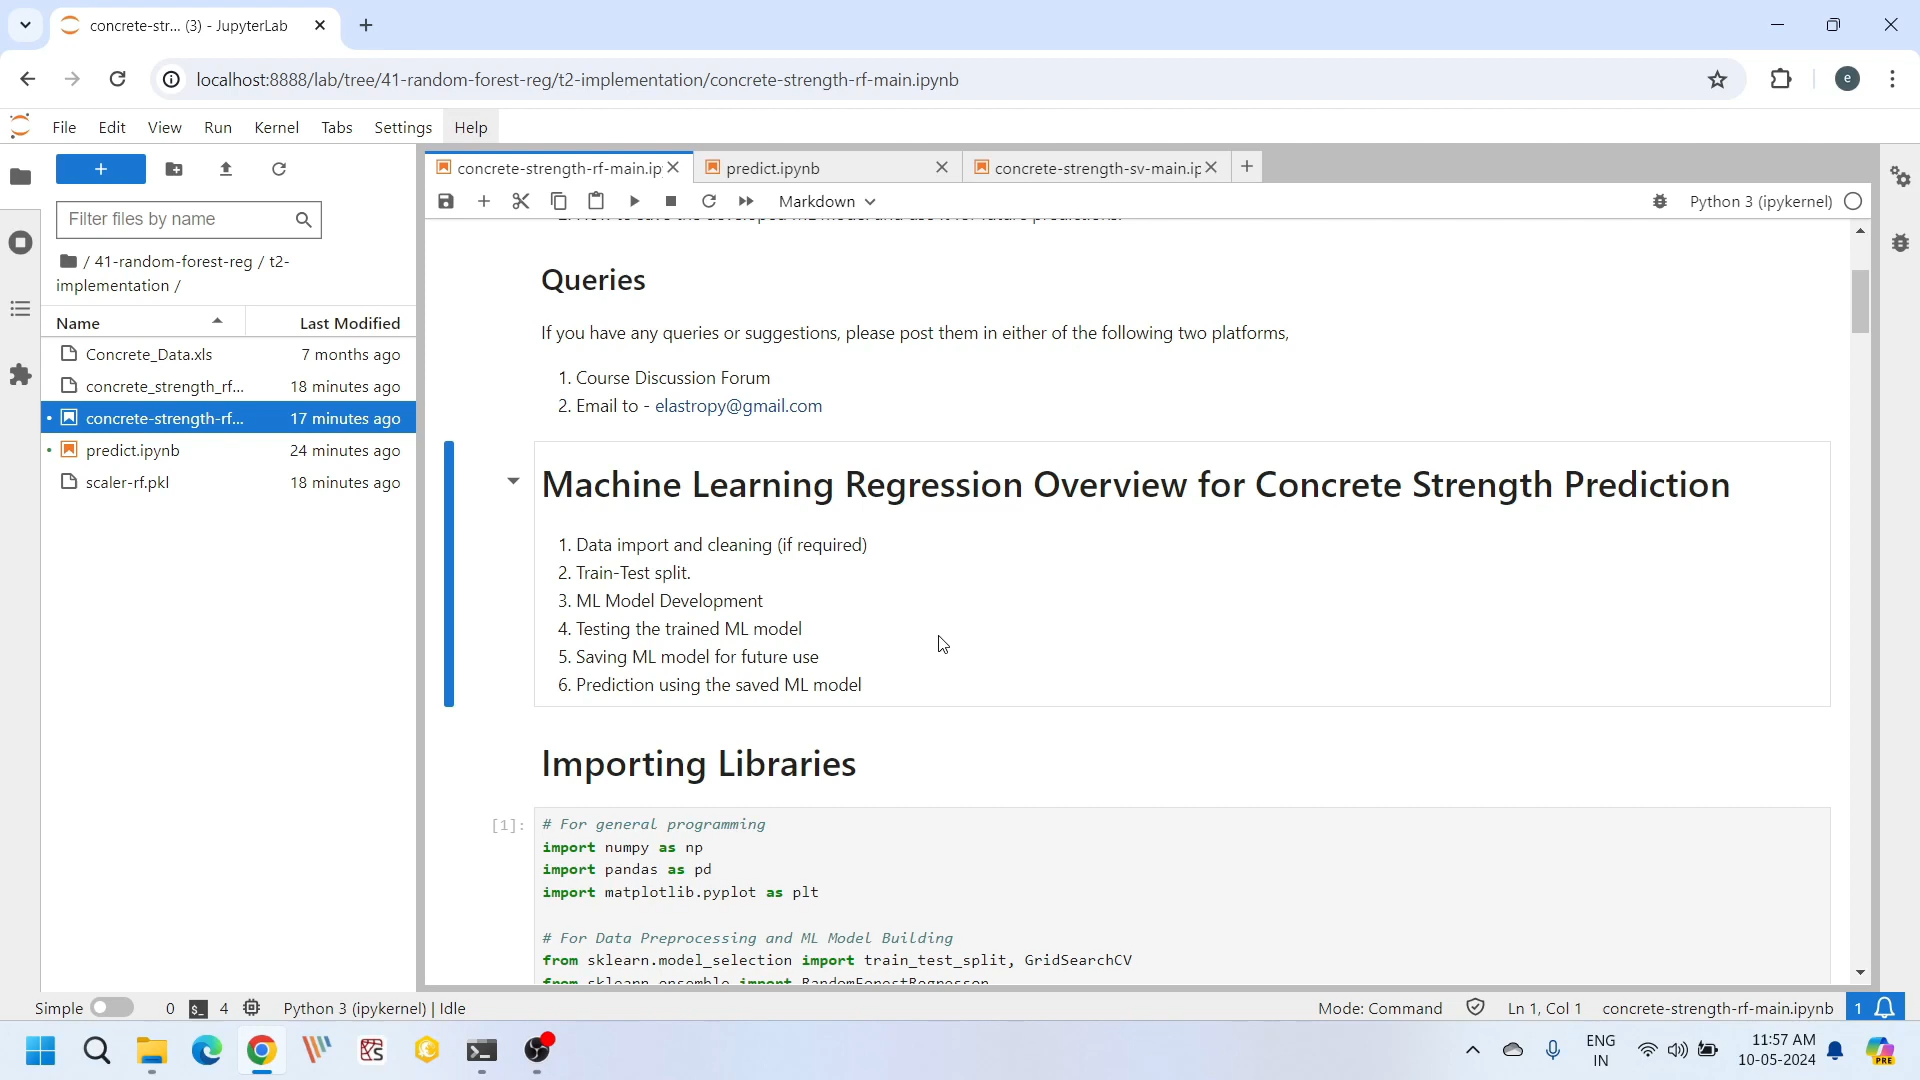 concrete-str... (3) - JupyterLab
localhost:8888/lab/tree/41-random-forest-reg/t2-implementation/concrete-strength-rf-main.ipynb
e
File Edit View Run Kernel Tabs Settings Help
+
Filter files by name
/ 41-random-forest-reg / t2-
implementation /
Name Last Modified
Concrete_Data.xls 7 months ago
concrete_strength_rf... 18 minutes ago
concrete-strength-rf... 17 minutes ago
predict.ipynb 24 minutes ago
scaler-rf.pkl 18 minutes ago
concrete-strength-rf-main.ip
predict.ipynb
concrete-strength-sv-main.ip
Markdown
Python 3 (ipykernel)
Queries
If you have any queries or suggestions, please post them in either of the following two platforms,
1. Course Discussion Forum
2. Email to - elastropy@gmail.com
Machine Learning Regression Overview for Concrete Strength Prediction
1. Data import and cleaning (if required)
2. Train-Test split.
3. ML Model Development
4. Testing the trained ML model
5. Saving ML model for future use
6. Prediction using the saved ML model
Importing Libraries
[1]:
# For general programming
import numpy as np
import pandas as pd
import matplotlib.pyplot as plt
# For Data Preprocessing and ML Model Building
from sklearn.model_selection import train_test_split, GridSearchCV
from sklearn.ensemble import RandomForestRegressor
Simple 0 4 Python 3 (ipykernel) | Idle
Mode: Command Ln 1, Col 1 concrete-strength-rf-main.ipynb 1
ENG
IN
11:57 AM
10-05-2024
PRE